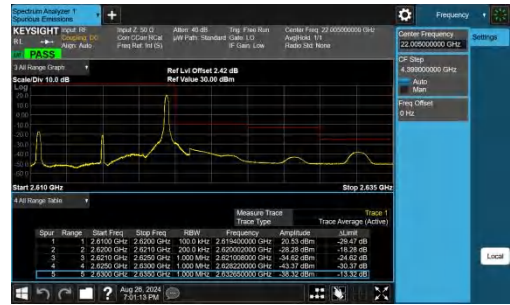 Spectrum Analyzer 1
Spurious Emissions
Frequency
KEYSIGHT
Input: RF
Coupling: DC
Align: Auto
Input Z: 50 Ω
Corr CCorr RCal
Freq Ref: Int (S)
Atten: 40 dB
µW Path: Standard
Trig: Free Run
Gate: LO
IF Gain: Low
Center Freq: 22.005000000 GHz
Avg|Hold: 1/1
Radio Std: None
PASS
Center Frequency
22.005000000 GHz
Settings
CF Step
4.399000000 GHz
Auto
Man
Freq Offset
0 Hz
3 All Range Graph
Scale/Div 10.0 dB
Ref Lvl Offset 2.42 dB
Ref Value 30.00 dBm
Log
Start 2.610 GHz
Stop 2.635 GHz
4 All Range Table
Measure Trace Trace 1
Trace Type Trace Average (Active)
Spur Range Start Freq Stop Freq RBW Frequency Amplitude ΔLimit
1 1 2.6100 GHz 2.6200 GHz 100.0 kHz 2.619400000 GHz 20.53 dBm -29.47 dB
2 2 2.6200 GHz 2.6210 GHz 200.0 kHz 2.620002000 GHz -28.28 dBm -18.28 dB
3 3 2.6210 GHz 2.6250 GHz 1.000 MHz 2.621008000 GHz -34.62 dBm -24.62 dB
4 4 2.6250 GHz 2.6300 GHz 1.000 MHz 2.628220000 GHz -43.37 dBm -30.37 dB
5 5 2.6300 GHz 2.6350 GHz 1.000 MHz 2.632650000 GHz -38.32 dBm -13.32 dB
Local
Aug 28, 2024
7:01:13 PM